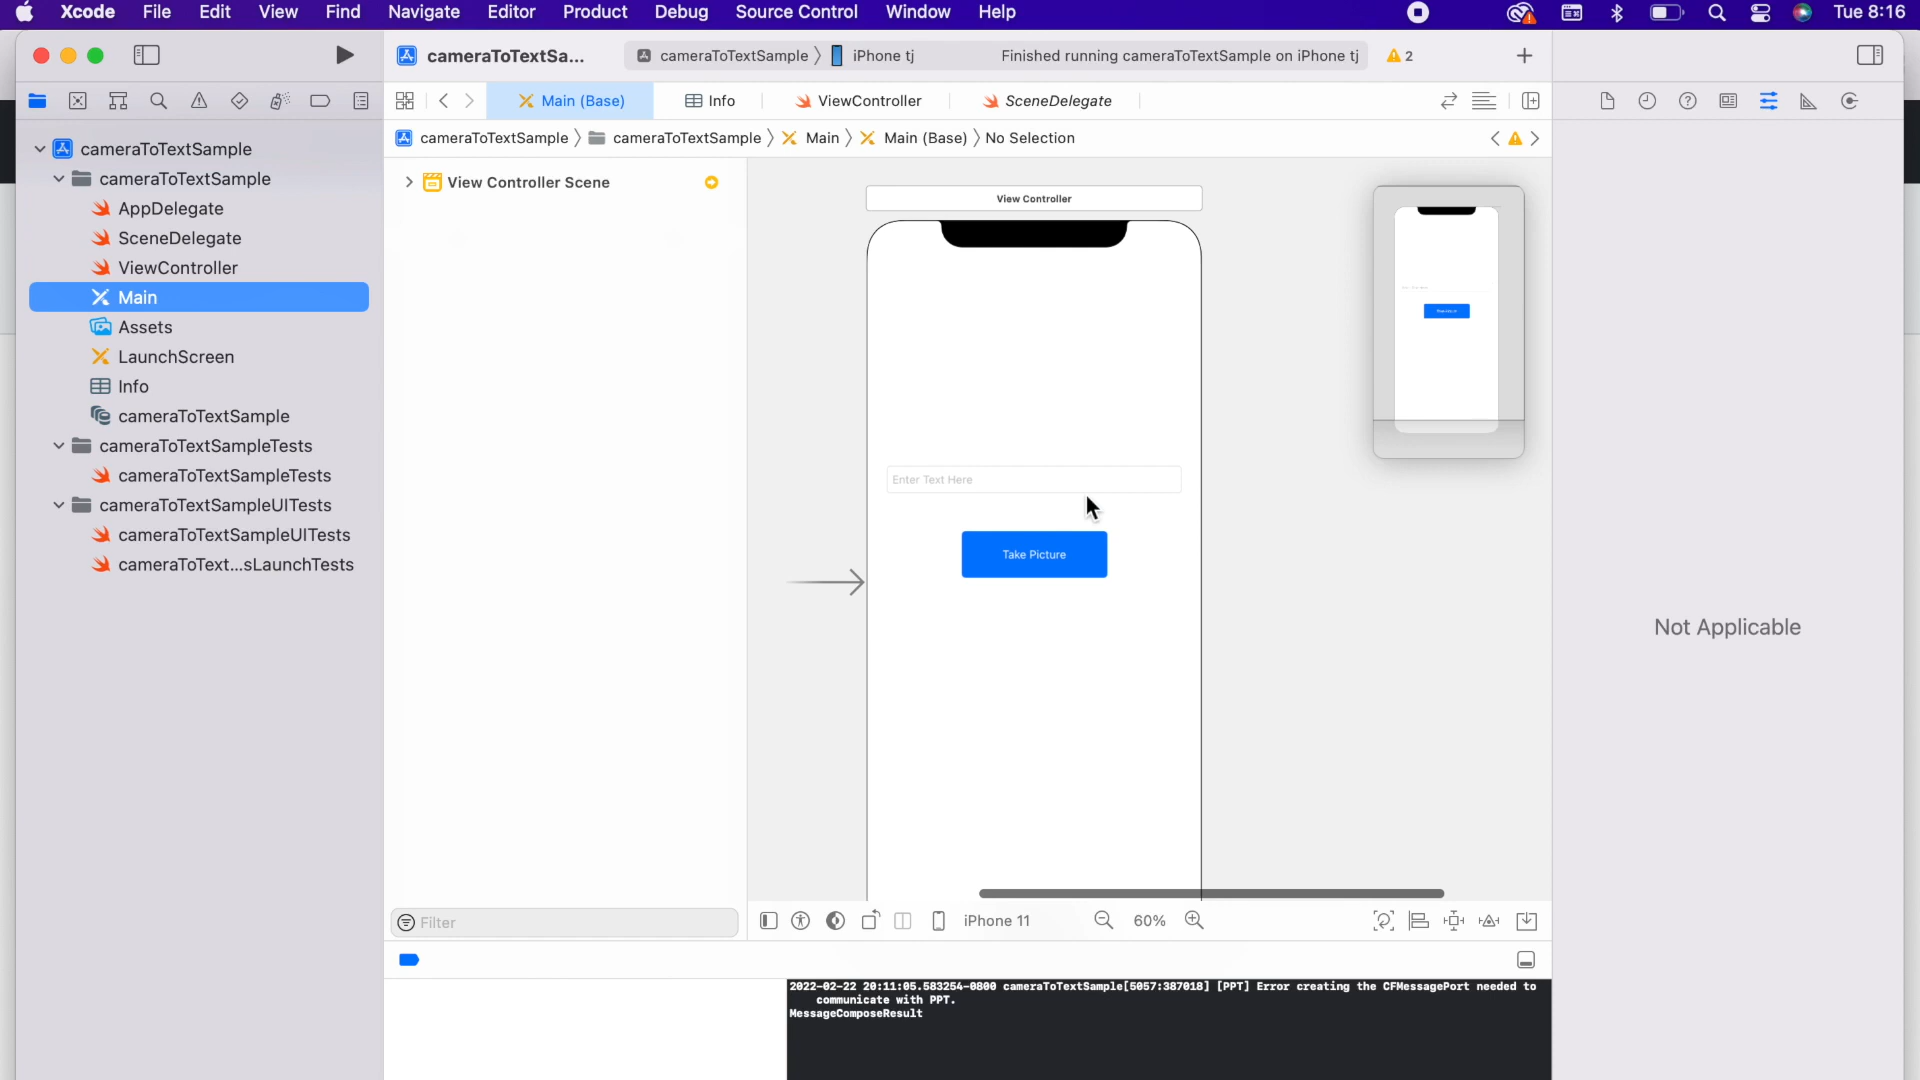 Xcode File Edit View Find Navigate Editor Product Debug Source Control Window Help Tue 8:16
cameraToTextSa... cameraToTextSample iPhone tj Finished running cameraToTextSample on iPhone tj 2
Main (Base) Info ViewController SceneDelegate
cameraToTextSample cameraToTextSample Main Main (Base) No Selection
cameraToTextSample
cameraToTextSample
AppDelegate
SceneDelegate
ViewController
Main
Assets
LaunchScreen
Info
cameraToTextSample
cameraToTextSampleTests
cameraToTextSampleTests
cameraToTextSampleUITests
cameraToTextSampleUITests
cameraToText...sLaunchTests
View Controller Scene
Filter
View Controller
Enter Text Here
Take Picture
iPhone 11 60%
Not Applicable
2022-02-22 20:11:05.583254-0800 cameraToTextSample[5057:387018] [PPT] Error creating the CFMessagePort needed to
communicate with PPT.
MessageComposeResult